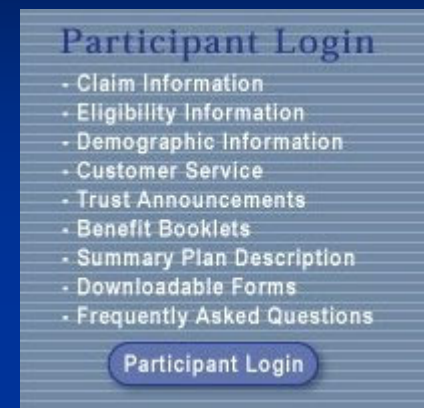 Participant Login
- Claim Information
- Eligibility Information
- Demographic Information
- Customer Service
- Trust Announcements
- Benefit Booklets
- Summary Plan Description
- Downloadable Forms
- Frequently Asked Questions
Participant Login